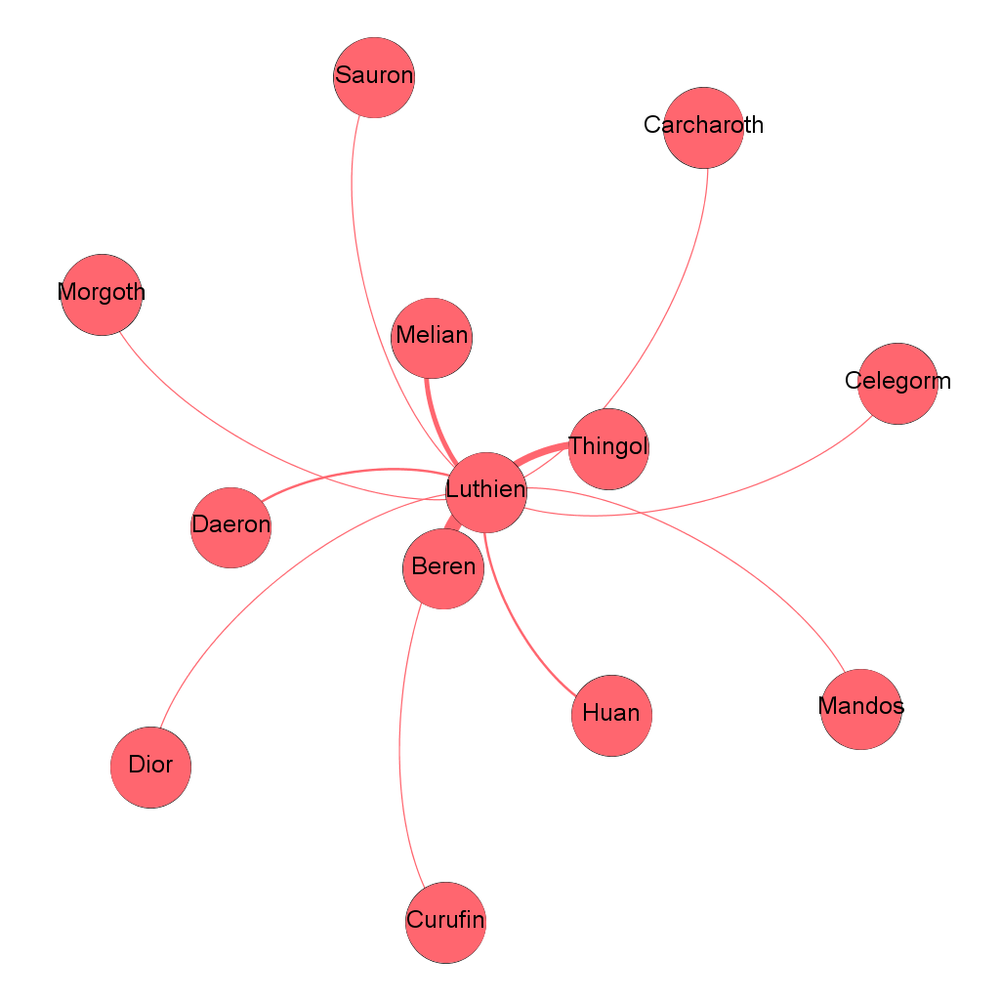 Sauron
Carcharoth
Morgoth
Melian
Celegorm
Thingol
Luthien
Daeron
Beren
Huan
Mandos
Dior
Curufin